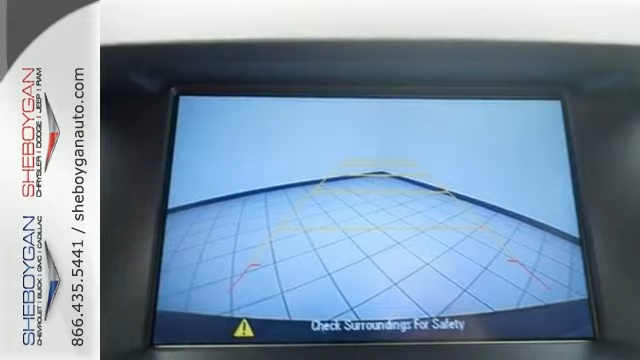 SHEBOYGAN
CHRYSLER | DODGE | JEEP | RAM
SHEBOYGAN
CHEVROLET | BUICK | GMC | CADILLAC
866.435.5441 / sheboyganauto.com
Check Surroundings For Safety